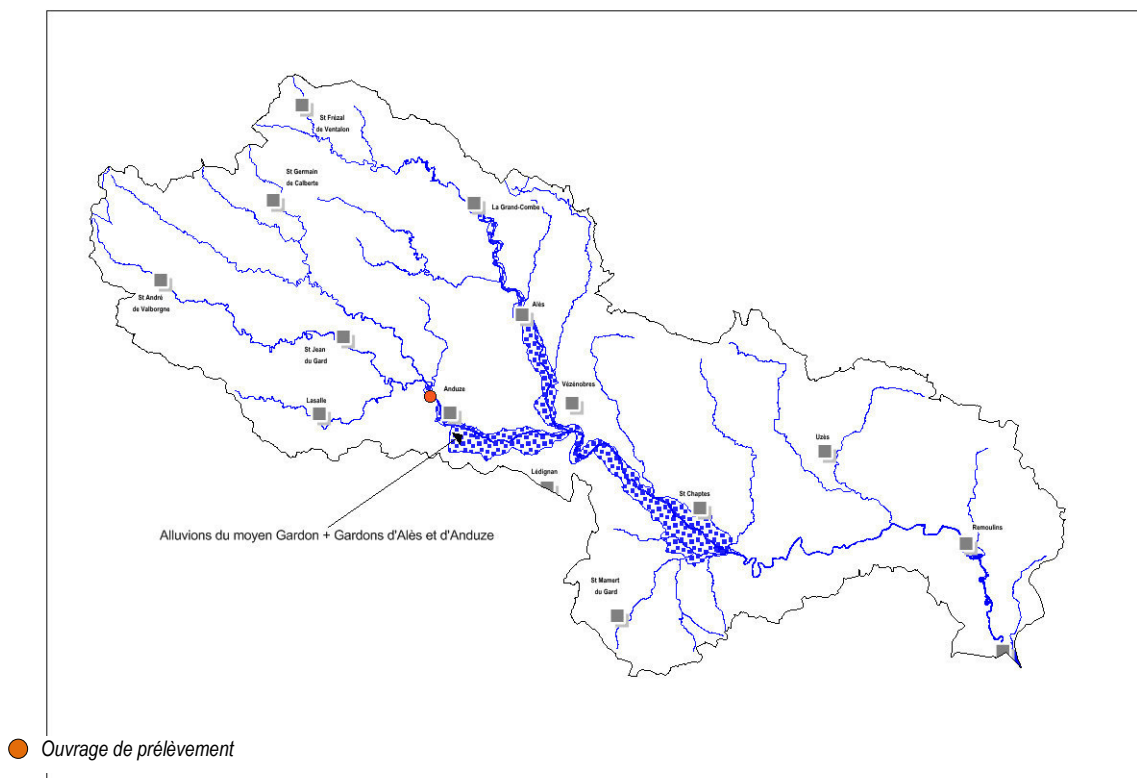 St Frézal
de Ventalon
St Germain
de Calberte
La Grand-Combe
St André
de Valborgne
Alès
St Jean
du Gard
Lasalle
Anduze
Vézénobres
Uzès
Lédignan
St Chaptes
Alluvions du moyen Gardon + Gardons d'Alès et d'Anduze
Remoulins
St Mamert
du Gard
Ouvrage de prélèvement